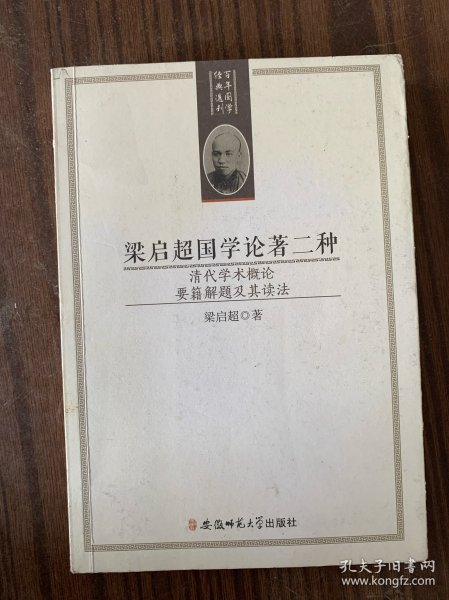 百年国学
经典选刊
梁启超国学论著二种
清代学术概论
要籍解题及其读法
梁启超◎著
安徽师范大学出版社
孔夫子旧书网
www.kongfz.com